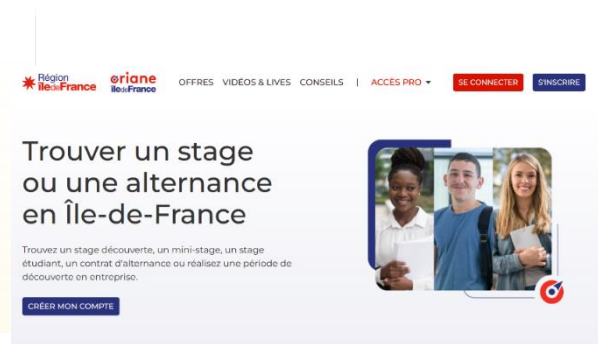 Région
îledeFrance
oriane
îledeFrance
OFFRES VIDÉOS & LIVES CONSEILS | ACCÈS PRO SE CONNECTER S'INSCRIRE
Trouver un stage
ou une alternance
en Île-de-France
Trouvez un stage découverte, un mini-stage, un stage
étudiant, un contrat d'alternance ou réalisez une période de
découverte en entreprise.
CRÉER MON COMPTE